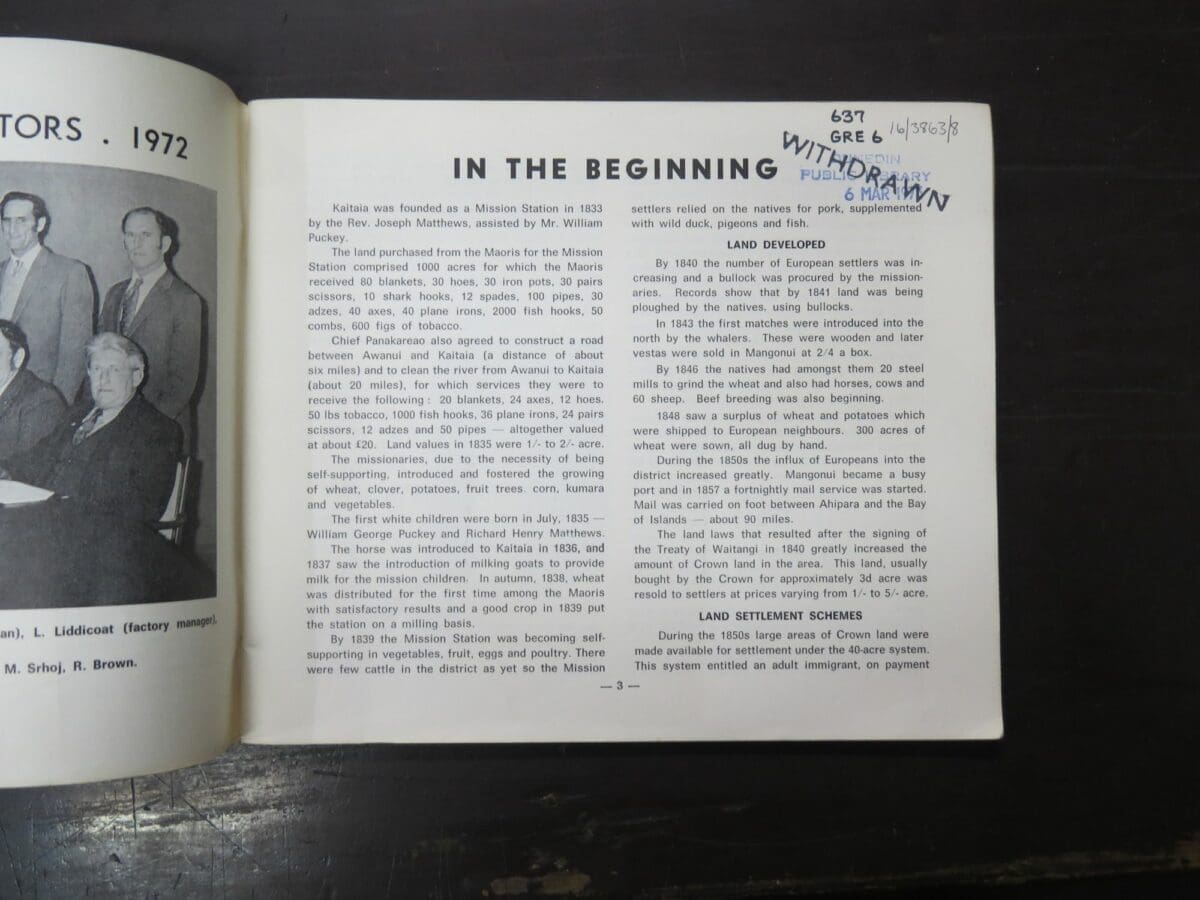 TORS . 1972
an), L. Liddicoat (factory manager),
M. Srhoj, R. Brown.
637
GRE 6
16/3863/8
WITHDRAWN
DUNEDIN
PUBLIC LIBRARY
6 MAR
IN THE BEGINNING
Kaitaia was founded as a Mission Station in 1833
by the Rev. Joseph Matthews, assisted by Mr. William
Puckey.
The land purchased from the Maoris for the Mission
Station comprised 1000 acres for which the Maoris
received 80 blankets, 30 hoes, 30 iron pots, 30 pairs
scissors, 10 shark hooks, 12 spades, 100 pipes, 30
adzes, 40 axes, 40 plane irons, 2000 fish hooks, 50
combs, 600 figs of tobacco.
Chief Panakareao also agreed to construct a road
between Awanui and Kaitaia (a distance of about
six miles) and to clean the river from Awanui to Kaitaia
(about 20 miles), for which services they were to
receive the following : 20 blankets, 24 axes, 12 hoes,
50 lbs tobacco, 1000 fish hooks, 36 plane irons, 24 pairs
scissors, 12 adzes and 50 pipes — altogether valued
at about £20. Land values in 1835 were 1/- to 2/- acre.
The missionaries, due to the necessity of being
self-supporting, introduced and fostered the growing
of wheat, clover, potatoes, fruit trees. corn, kumara
and vegetables.
The first white children were born in July, 1835 —
William George Puckey and Richard Henry Matthews.
The horse was introduced to Kaitaia in 1836, and
1837 saw the introduction of milking goats to provide
milk for the mission children. In autumn, 1838, wheat
was distributed for the first time among the Maoris
with satisfactory results and a good crop in 1839 put
the station on a milling basis.
By 1839 the Mission Station was becoming self-
supporting in vegetables, fruit, eggs and poultry. There
were few cattle in the district as yet so the Mission
settlers relied on the natives for pork, supplemented
with wild duck, pigeons and fish.
LAND DEVELOPED
By 1840 the number of European settlers was in-
creasing and a bullock was procured by the mission-
aries. Records show that by 1841 land was being
ploughed by the natives, using bullocks.
In 1843 the first matches were introduced into the
north by the whalers. These were wooden and later
vestas were sold in Mangonui at 2/4 a box.
By 1846 the natives had amongst them 20 steel
mills to grind the wheat and also had horses, cows and
60 sheep. Beef breeding was also beginning.
1848 saw a surplus of wheat and potatoes which
were shipped to European neighbours. 300 acres of
wheat were sown, all dug by hand.
During the 1850s the influx of Europeans into the
district increased greatly. Mangonui became a busy
port and in 1857 a fortnightly mail service was started.
Mail was carried on foot between Ahipara and the Bay
of Islands — about 90 miles.
The land laws that resulted after the signing of
the Treaty of Waitangi in 1840 greatly increased the
amount of Crown land in the area. This land, usually
bought by the Crown for approximately 3d acre was
resold to settlers at prices varying from 1/- to 5/- acre.
LAND SETTLEMENT SCHEMES
During the 1850s large areas of Crown land were
made available for settlement under the 40-acre system.
This system entitled an adult immigrant, on payment
— 3 —